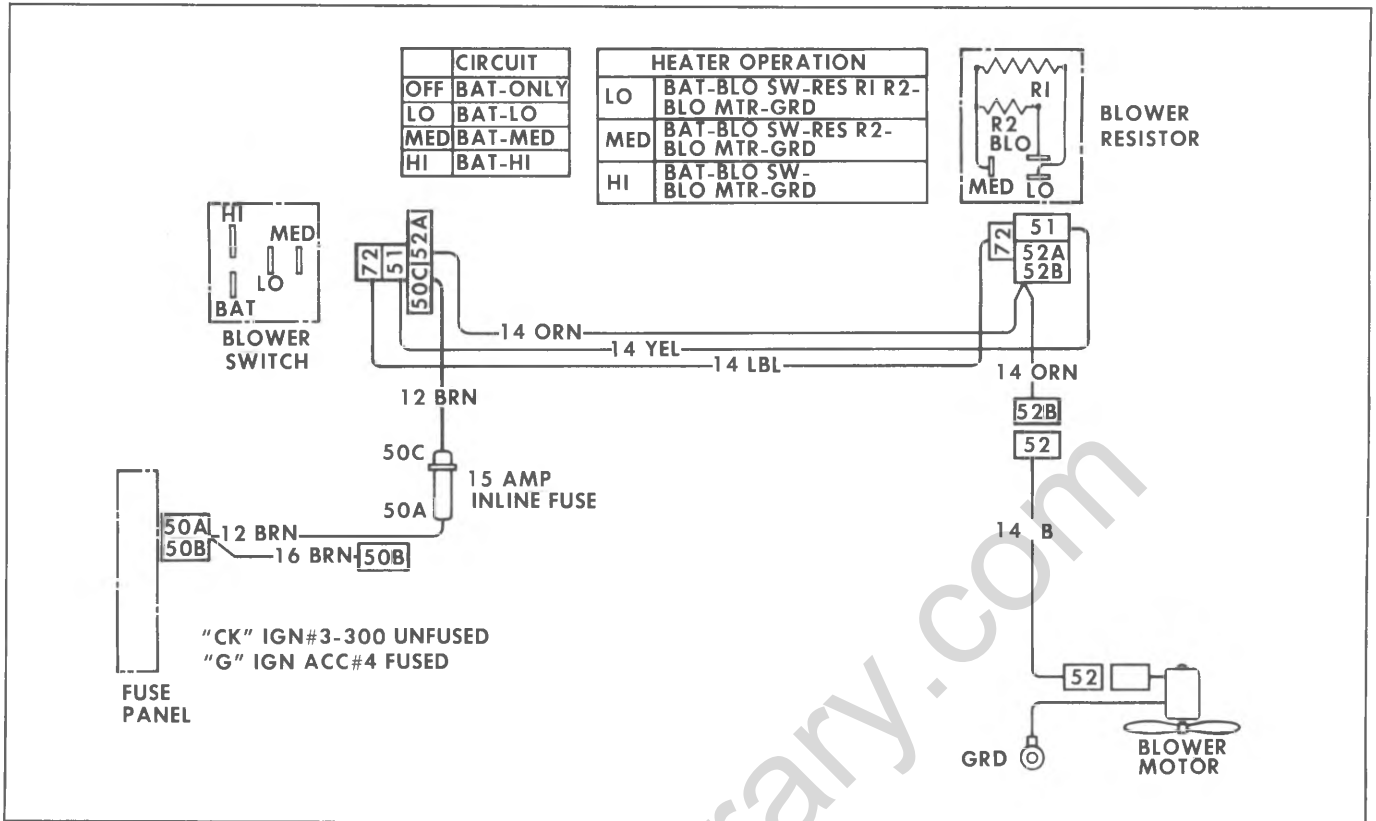 CIRCUIT
OFF BAT-ONLY
LO BAT-LO
MED BAT-MED
HI BAT-HI
HEATER OPERATION
LO BAT-BLO SW-RES R1 R2-
BLO MTR-GRD
MED BAT-BLO SW-RES R2-
BLO MTR-GRD
HI BAT-BLO SW-
BLO MTR-GRD
R1
R2
BLO
MED LO
BLOWER
RESISTOR
HI
MED
LO
BAT
BLOWER
SWITCH
72 51 52A
50C
72 51
52A
52B
14 ORN
14 YEL
14 LBL
14 ORN
12 BRN
52B
52
50C
15 AMP
INLINE FUSE
50A
50A 12 BRN
50B 16 BRN 50B
14 B
"CK" IGN#3-300 UNFUSED
"G" IGN ACC#4 FUSED
FUSE
PANEL
52
GRD
BLOWER
MOTOR
rary.com